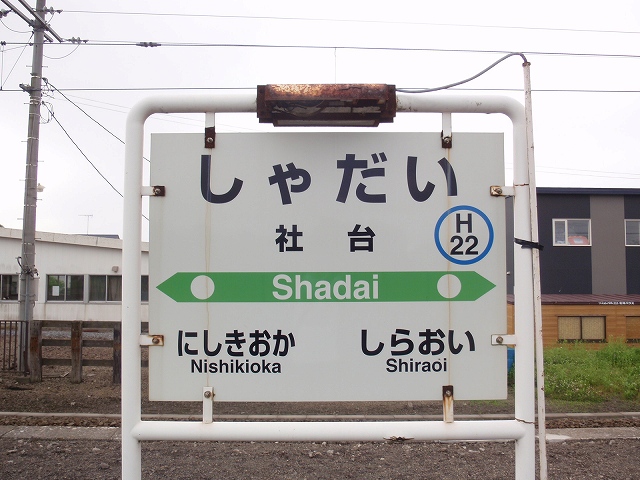 しゃだい
社台
H
22
Shadai
にしきおか
Nishikioka
しらおい
Shiraoi